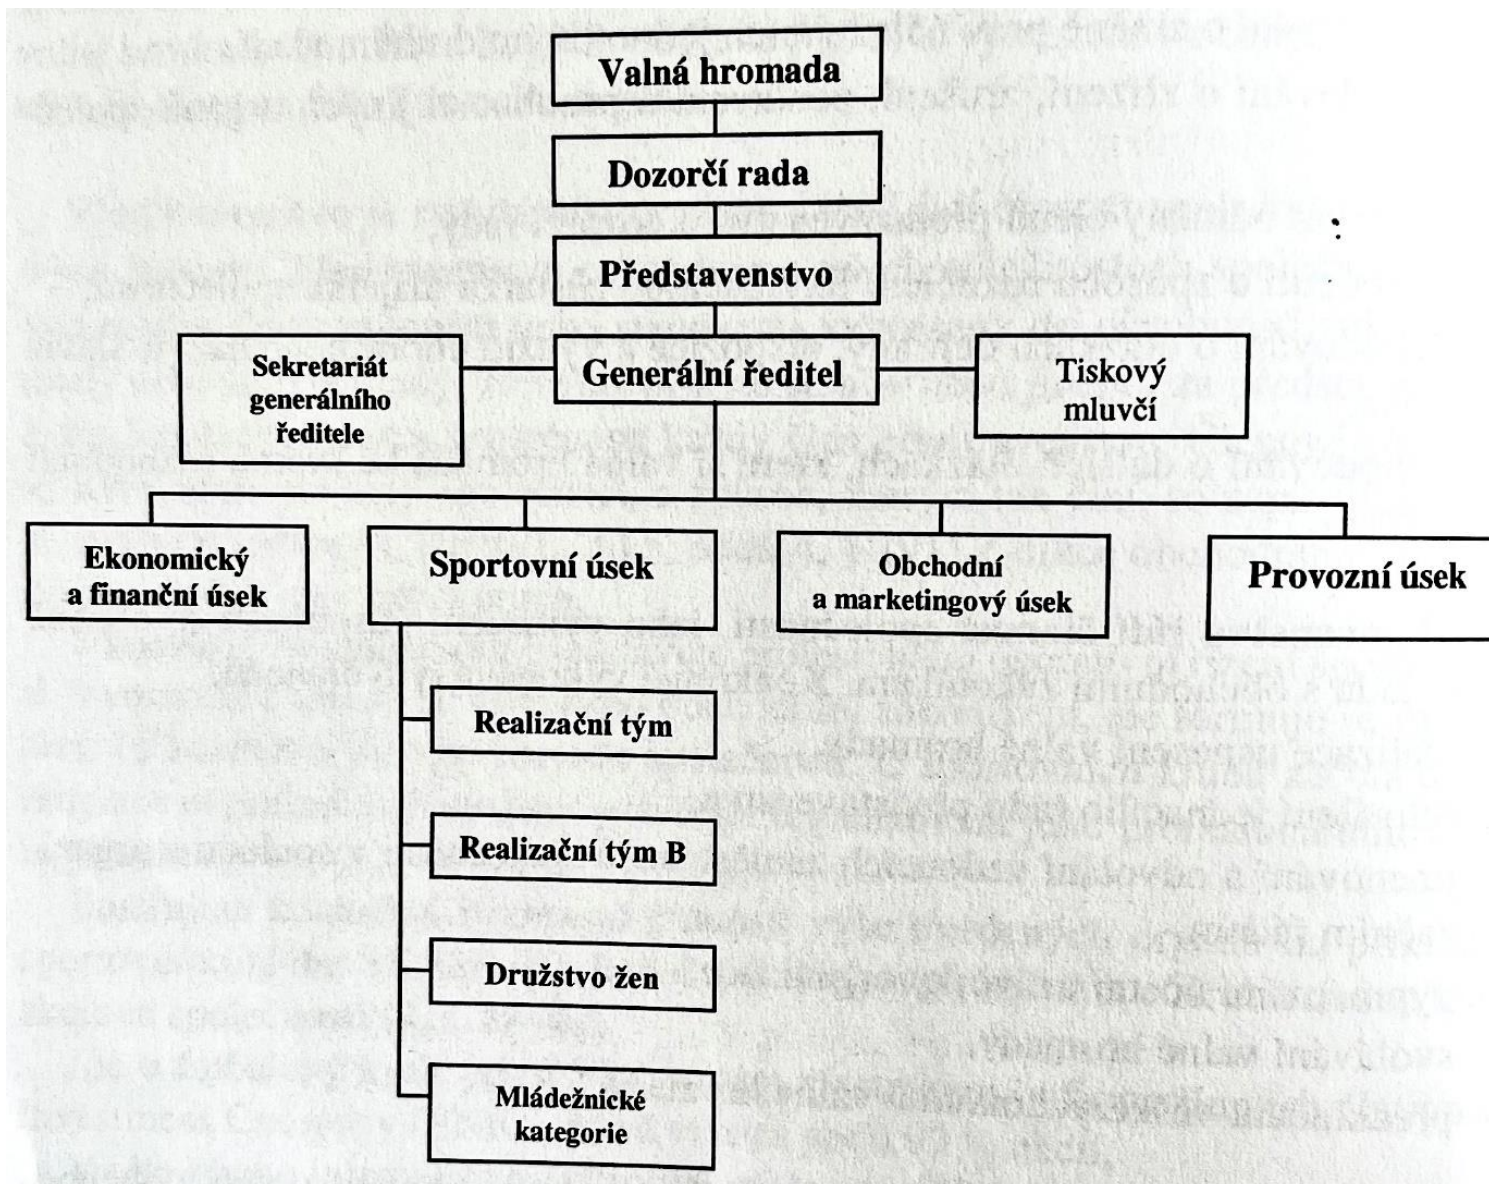 Valná hromada
Dozorčí rada
Představenstvo
Sekretariát
generálního
ředitele
Generální ředitel
Tiskový
mluvčí
Ekonomický
a finanční úsek
Sportovní úsek
Obchodní
a marketingový úsek
Provozní úsek
Realizační tým
Realizační tým B
Družstvo žen
Mládežnické
kategorie